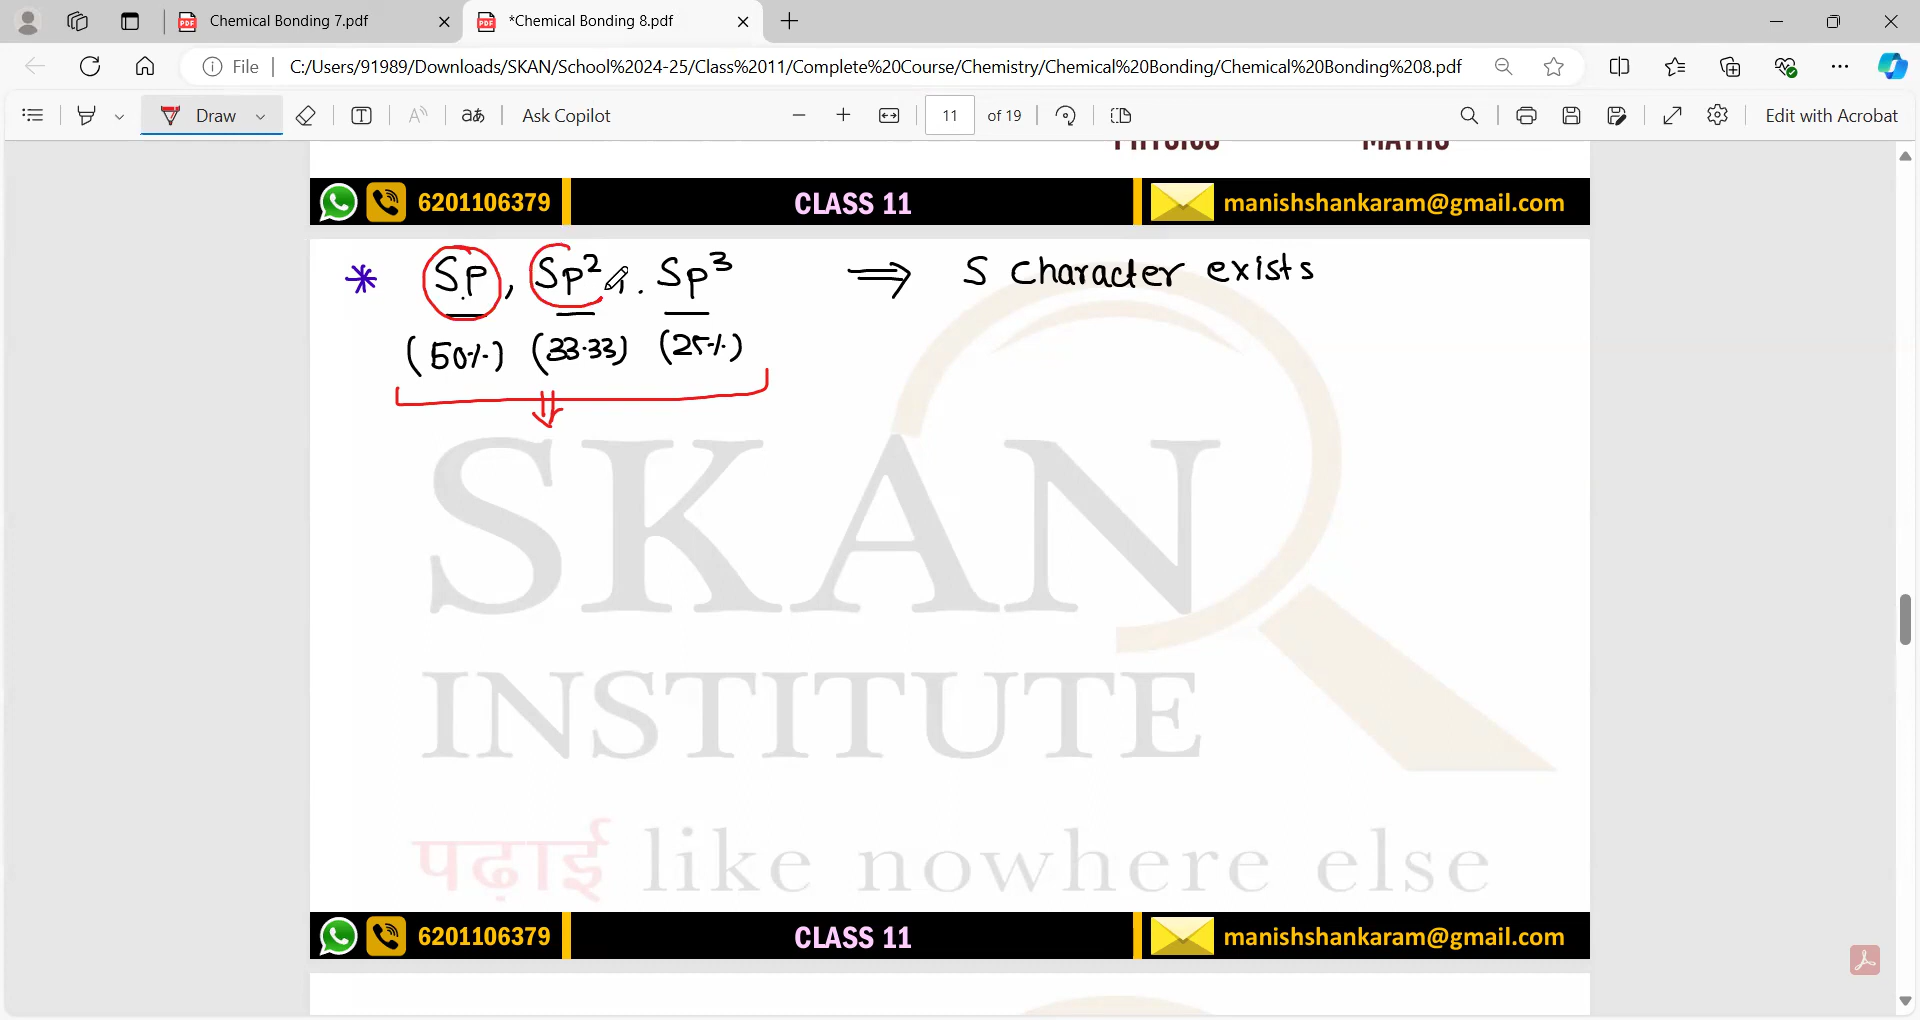 Chemical Bonding 7.pdf
*Chemical Bonding 8.pdf
File
C:/Users/91989/Downloads/SKAN/School%2024-25/Class%2011/Complete%20Course/Chemistry/Chemical%20Bonding/Chemical%20Bonding%208.pdf
Draw
Ask Copilot
11 of 19
Edit with Acrobat
PHYSICS MATHS
6201106379 CLASS 11 manishshankaram@gmail.com
* Sp, Sp² . Sp³ ⟹ S Character exists
(50%) (33.33) (25%)
SKAN
INSTITUTE
पढ़ाई like nowhere else
6201106379 CLASS 11 manishshankaram@gmail.com